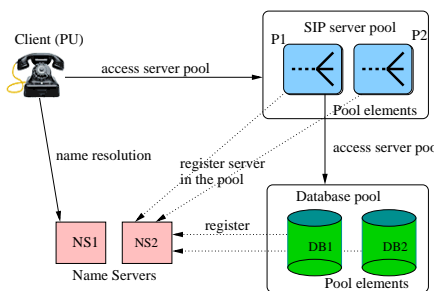 Client (PU)
SIP server pool
P1
P2
access server pool
Pool elements
access server poo
name resolution
register server
in the pool
Database pool
register
NS1
NS2
DB1
DB2
Name Servers
Pool elements